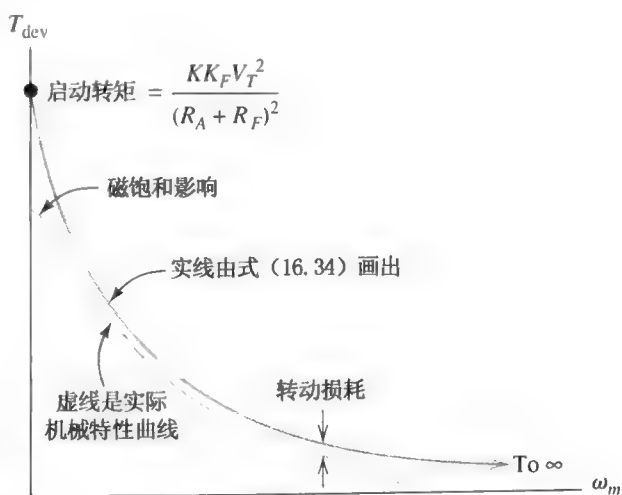 T_dev
启动转矩 = KK_F V_T^2 / (R_A + R_F)^2
磁饱和影响
实线由式（16.34）画出
虚线是实际
机械特性曲线
转动损耗
To ∞
ω_m